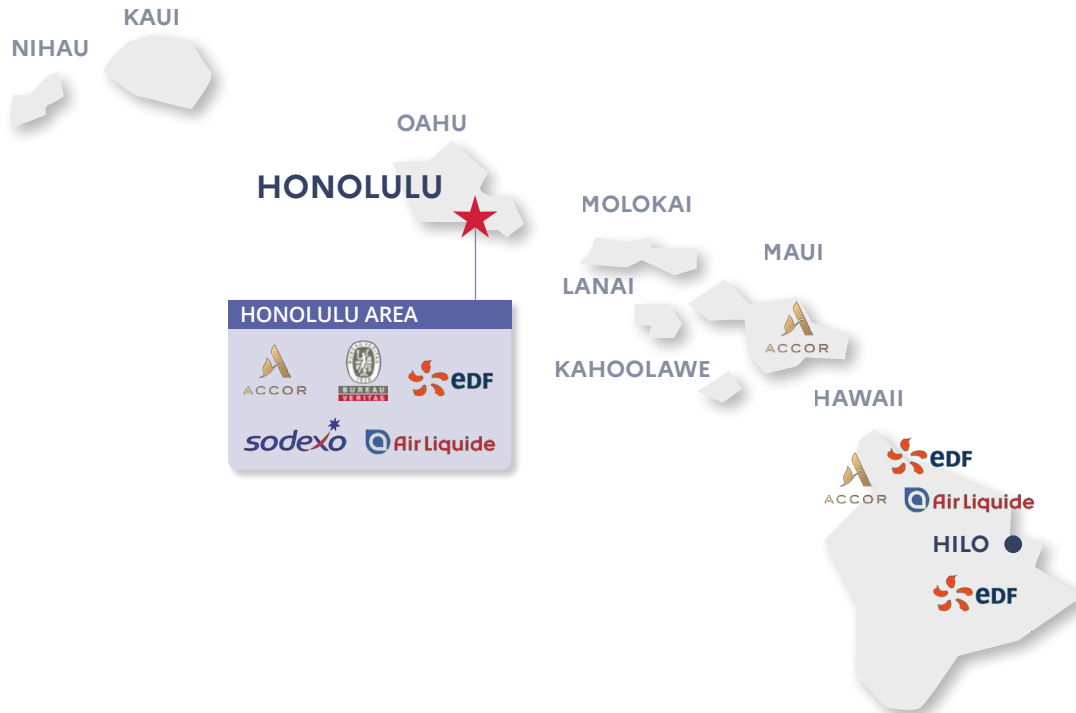 KAUI
NIHAU
OAHU
HONOLULU
MOLOKAI
MAUI
LANAI
KAHOOLAWE
HAWAII
HONOLULU AREA
ACCOR
BUREAU
VERITAS
eDF
sodexo
Air Liquide
ACCOR
eDF
ACCOR
Air Liquide
HILO
eDF